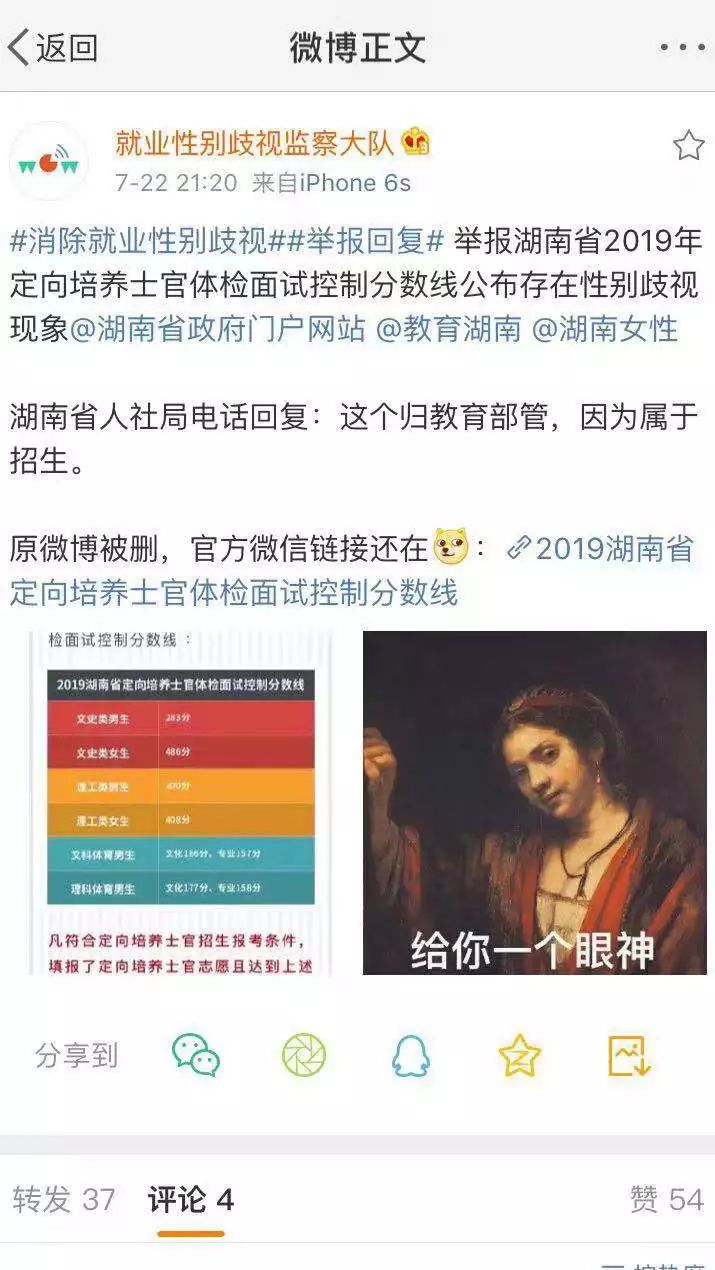 返回 微博正文
就业性别歧视监察大队
7-22 21:20 来自iPhone 6s
#消除就业性别歧视##举报回复# 举报湖南省2019年
定向培养士官体检面试控制分数线公布存在性别歧视
现象@湖南省政府门户网站 @教育湖南 @湖南女性
湖南省人社局电话回复：这个归教育部管，因为属于
招生。
原微博被删，官方微信链接还在：2019湖南省
定向培养士官体检面试控制分数线
检面试控制分数线：
2019湖南省定向培养士官体检面试控制分数线
文史类男生 283分
文史类女生 486分
理工类男生
理工类女生 408分
文科体育男生 文化186分、专业157分
理科体育男生 文化177分、专业158分
凡符合定向培养士官招生报考条件，
填报了定向培养士官志愿且达到上述
给你一个眼神
分享到
转发 37 评论 4 赞 54